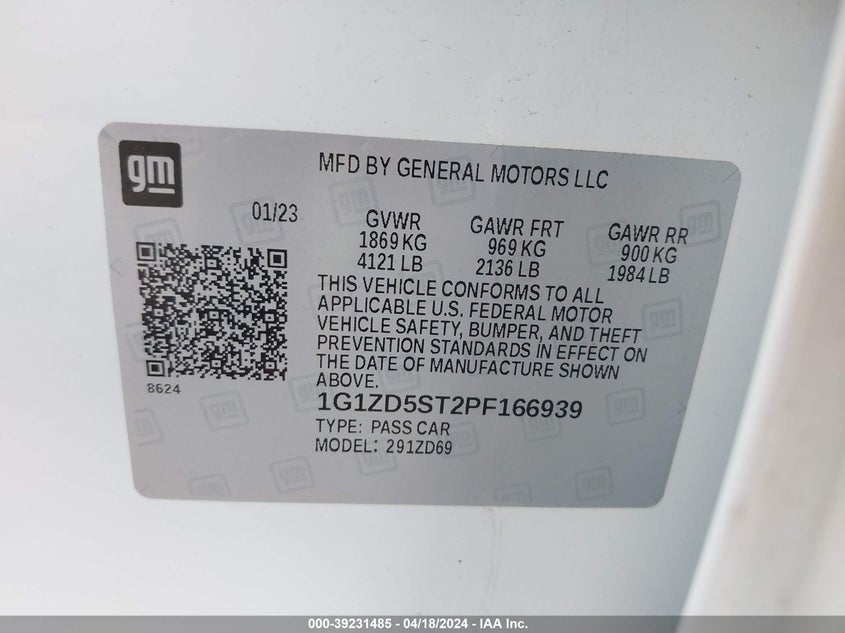 gm
MFD BY GENERAL MOTORS LLC
01/23
GVWR GAWR FRT GAWR RR
1869 KG 969 KG 900 KG
4121 LB 2136 LB 1984 LB
THIS VEHICLE CONFORMS TO ALL
APPLICABLE U.S. FEDERAL MOTOR
VEHICLE SAFETY, BUMPER, AND THEFT
PREVENTION STANDARDS IN EFFECT ON
THE DATE OF MANUFACTURE SHOWN
ABOVE.
8624
1G1ZD5ST2PF166939
TYPE: PASS CAR
MODEL: 291ZD69
000-39231485 - 04/18/2024 - IAA Inc.